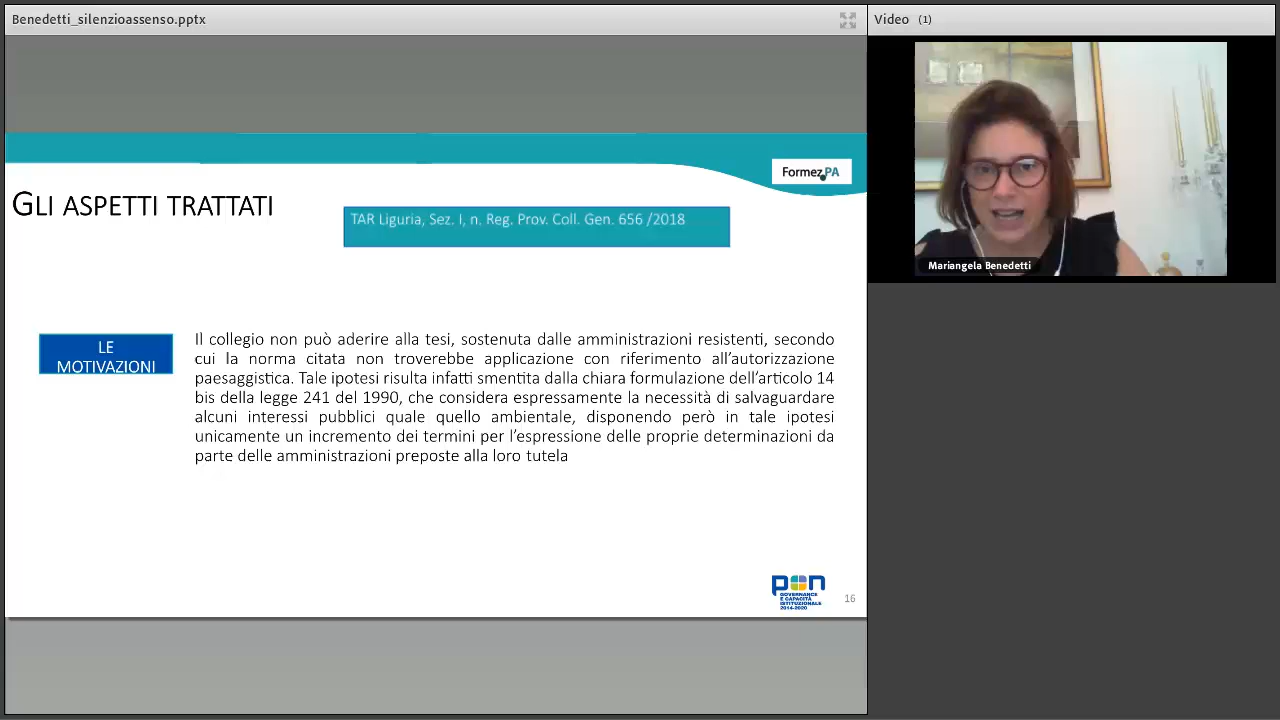 Benedetti_silenzioassenso.pptx
Video (1)
FormezPA
GLI ASPETTI TRATTATI
TAR Liguria, Sez. I, n. Reg. Prov. Coll. Gen. 656 /2018
Mariangela Benedetti
LE
MOTIVAZIONI
Il collegio non può aderire alla tesi, sostenuta dalle amministrazioni resistenti, secondo
cui la norma citata non troverebbe applicazione con riferimento all’autorizzazione
paesaggistica. Tale ipotesi risulta infatti smentita dalla chiara formulazione dell’articolo 14
bis della legge 241 del 1990, che considera espressamente la necessità di salvaguardare
alcuni interessi pubblici quale quello ambientale, disponendo però in tale ipotesi
unicamente un incremento dei termini per l’espressione delle proprie determinazioni da
parte delle amministrazioni preposte alla loro tutela
pon
GOVERNANCE
E CAPACITÀ
ISTITUZIONALE
2014-2020
16